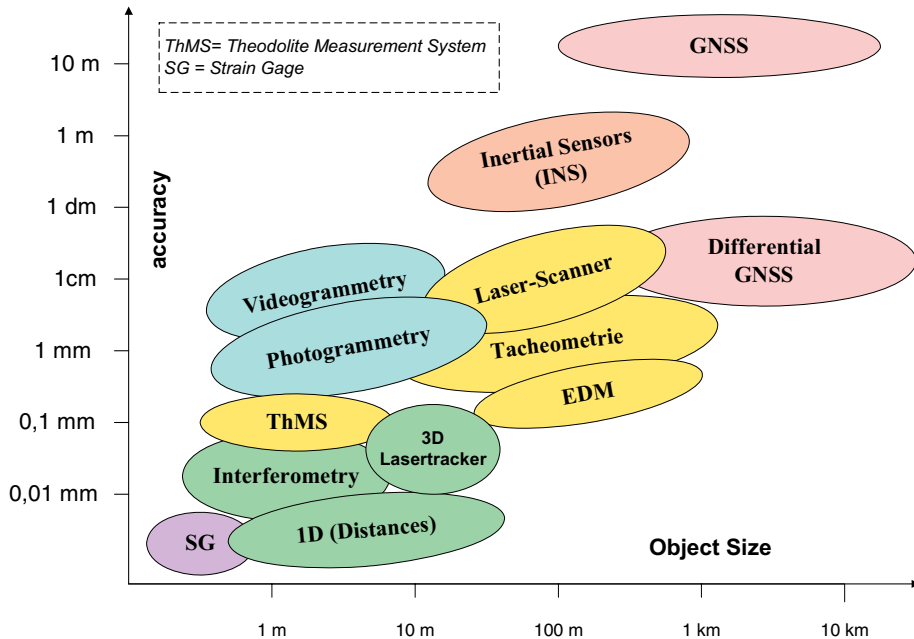 ThMS= Theodolite Measurement System
SG = Strain Gage
GNSS
10 m
1 m
Inertial Sensors
(INS)
1 dm
accuracy
Differential
GNSS
Laser-Scanner
1cm
Videogrammetry
Photogrammetry
Tacheometrie
1 mm
EDM
0,1 mm
ThMS
3D
Lasertracker
Interferometry
0,01 mm
1D (Distances)
SG
Object Size
1 m
10 m
100 m
1 km
10 km